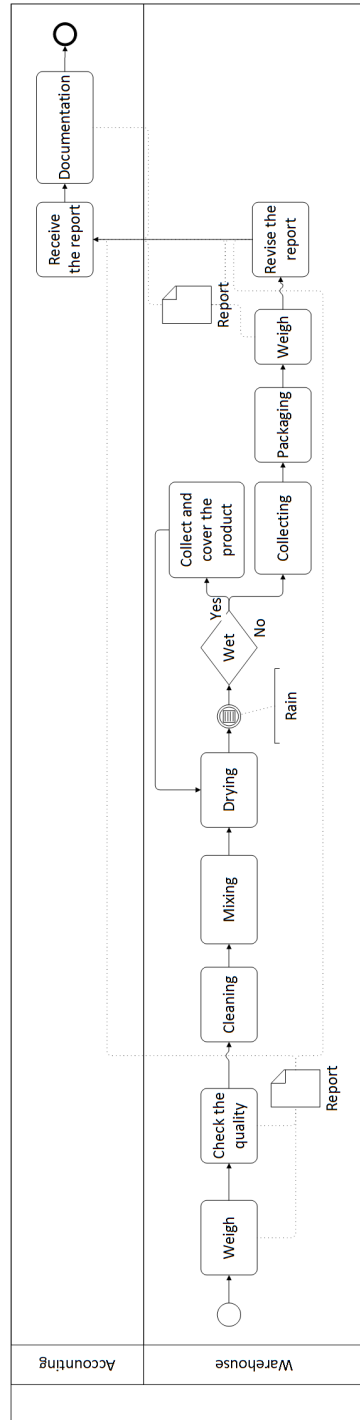 Accounting
Receive
the report
Documentation
Warehouse
Weigh
Check the
quality
Report
Cleaning
Mixing
Drying
Rain
Wet
Yes
No
Collect and
cover the
product
Collecting
Packaging
Weigh
Report
Revise the
report